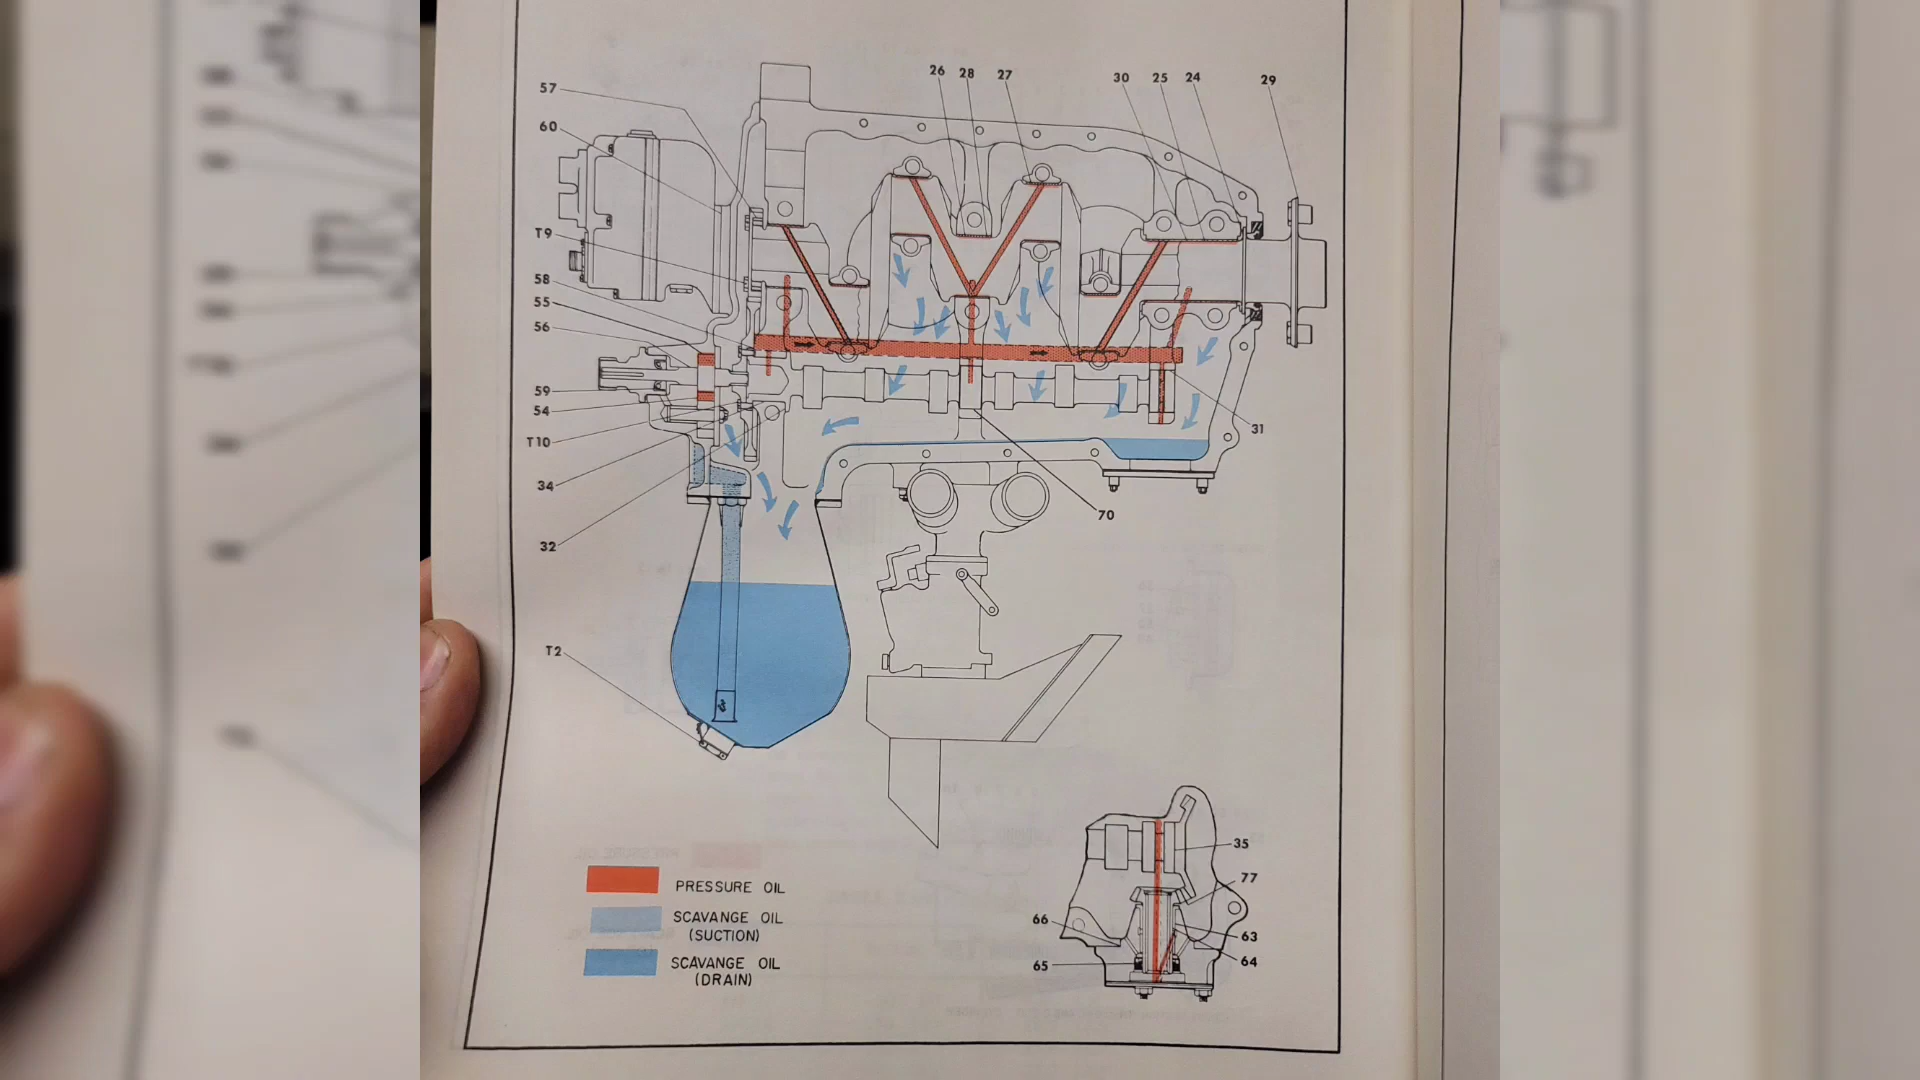 26 28 27 30 25 24 29
57
60
T9
58
55
56
59
54
T10
34
32
31
70
T2
PRESSURE OIL
SCAVANGE OIL
(SUCTION)
SCAVANGE OIL
(DRAIN)
35
77
66
63
64
65